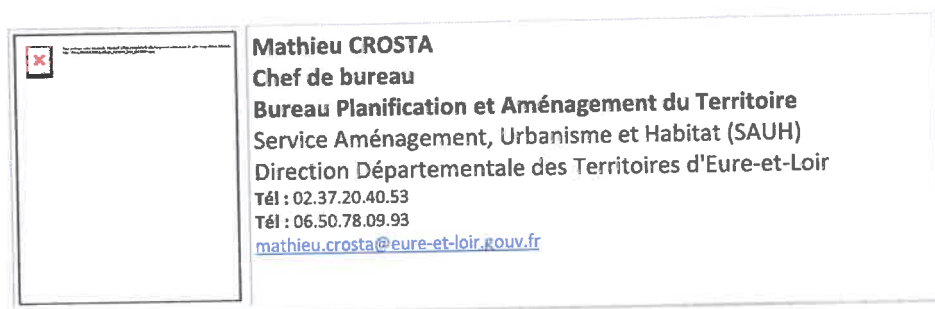 Mathieu CROSTA
Chef de bureau
Bureau Planification et Aménagement du Territoire
Service Aménagement, Urbanisme et Habitat (SAUH)
Direction Départementale des Territoires d'Eure-et-Loir
Tél : 02.37.20.40.53
Tél : 06.50.78.09.93
mathieu.crosta@eure-et-loir.gouv.fr